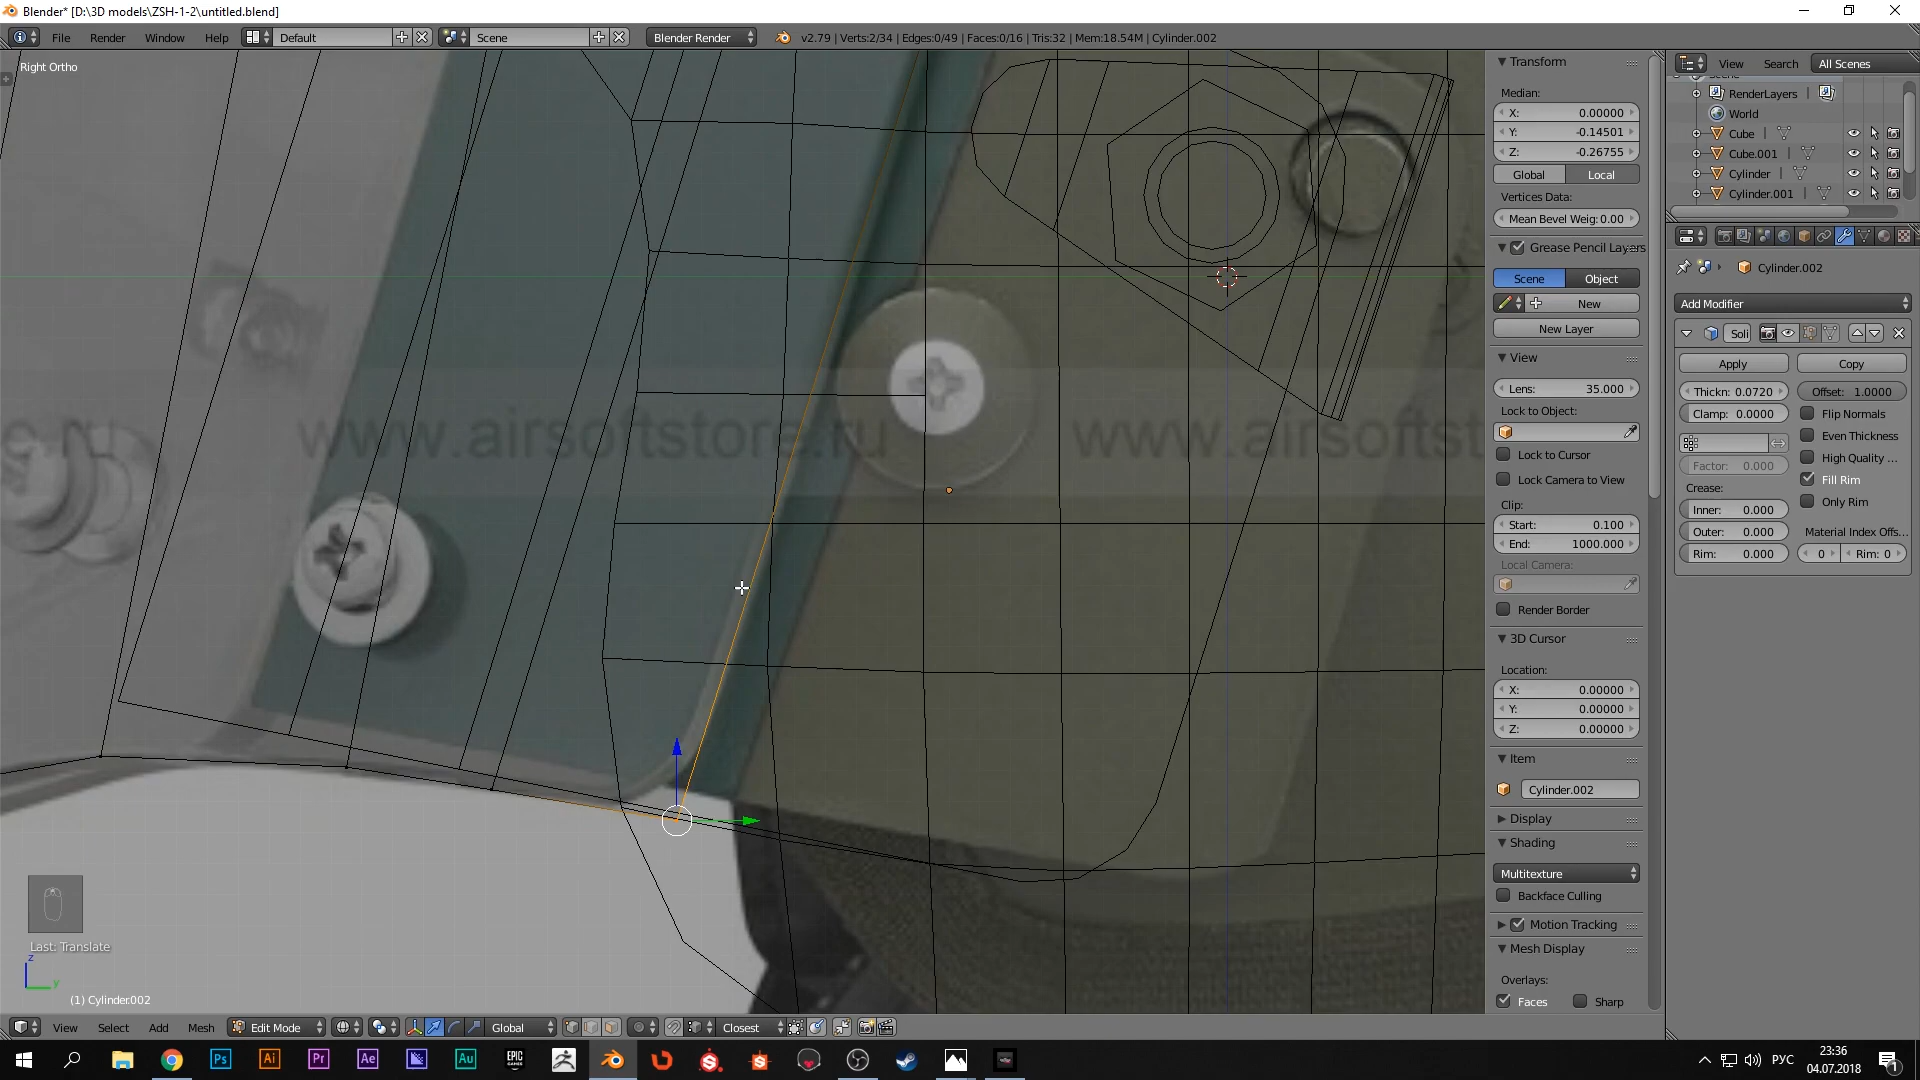 Blender* [D:\3D models\ZSH-1-2\untitled.blend]
File Render Window Help Default Scene Blender Render v2.79 | Verts:2/34 | Edges:0/49 | Faces:0/16 | Tris:32 | Mem:18.54M | Cylinder.002
Right Ortho
www.airsoftstore.ru
www.airsoftst
e.ru
Last: Translate
z
y
(1) Cylinder.002
View Select Add Mesh Edit Mode Global Closest
Transform
Median:
X: 0.00000
Y: -0.14501
Z: -0.26755
Global Local
Vertices Data:
Mean Bevel Weig: 0.00
Grease Pencil Layers
Scene Object
New
New Layer
View
Lens: 35.000
Lock to Object:
Lock to Cursor
Lock Camera to View
Clip:
Start: 0.100
End: 1000.000
Local Camera:
Render Border
3D Cursor
Location:
X: 0.00000
Y: 0.00000
Z: 0.00000
Item
Cylinder.002
Display
Shading
Multitexture
Backface Culling
Motion Tracking
Mesh Display
Overlays:
Faces Sharp
View Search All Scenes
RenderLayers
World
Cube
Cube.001
Cylinder
Cylinder.001
Cylinder.002
Add Modifier
Soli
Apply Copy
Thickn: 0.0720 Offset: 1.0000
Clamp: 0.0000 Flip Normals
Even Thickness
Factor: 0.000 High Quality ...
Crease: Fill Rim
Inner: 0.000 Only Rim
Outer: 0.000 Material Index Offs...
Rim: 0.000 0 Rim: 0
Ps Ai Pr Ae Au EPIC GAMES
РУС 23:36
04.07.2018
1